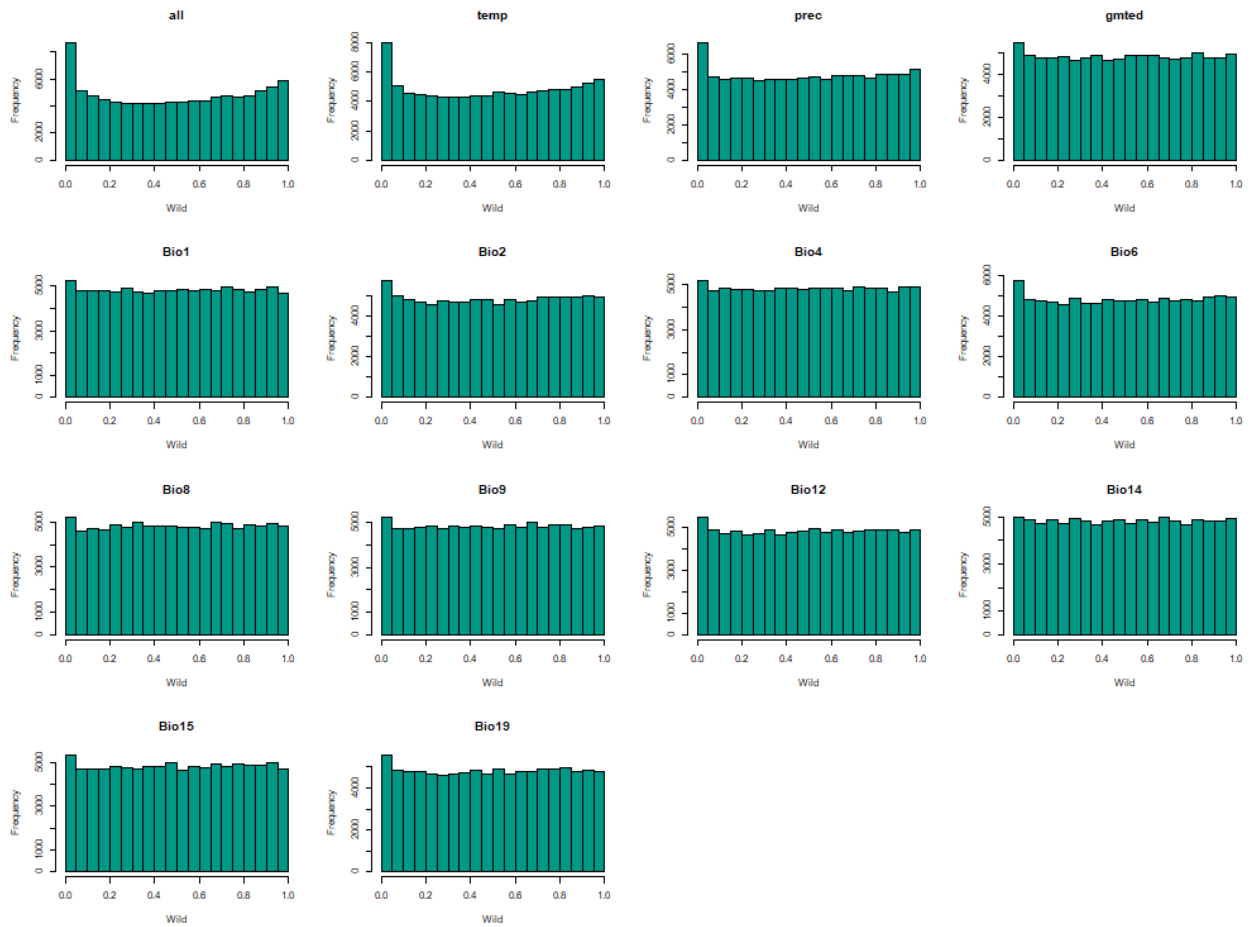 all temp prec gmted
Frequency 0 2000 6000
0.0 0.2 0.4 0.6 0.8 1.0
Wild
Frequency 0 2000 4000 6000 8000
0.0 0.2 0.4 0.6 0.8 1.0
Wild
Frequency 0 2000 4000 6000
0.0 0.2 0.4 0.6 0.8 1.0
Wild
Frequency 0 2000 4000
0.0 0.2 0.4 0.6 0.8 1.0
Wild
Bio1 Bio2 Bio4 Bio6
Frequency 0 1000 3000 5000
0.0 0.2 0.4 0.6 0.8 1.0
Wild
Frequency 0 2000 4000
0.0 0.2 0.4 0.6 0.8 1.0
Wild
Frequency 0 1000 3000 5000
0.0 0.2 0.4 0.6 0.8 1.0
Wild
Frequency 0 2000 4000 6000
0.0 0.2 0.4 0.6 0.8 1.0
Wild
Bio8 Bio9 Bio12 Bio14
Frequency 0 1000 3000 5000
0.0 0.2 0.4 0.6 0.8 1.0
Wild
Frequency 0 1000 3000 5000
0.0 0.2 0.4 0.6 0.8 1.0
Wild
Frequency 0 1000 3000 5000
0.0 0.2 0.4 0.6 0.8 1.0
Wild
Frequency 0 1000 3000 5000
0.0 0.2 0.4 0.6 0.8 1.0
Wild
Bio15 Bio19
Frequency 0 1000 3000 5000
0.0 0.2 0.4 0.6 0.8 1.0
Wild
Frequency 0 2000 4000
0.0 0.2 0.4 0.6 0.8 1.0
Wild